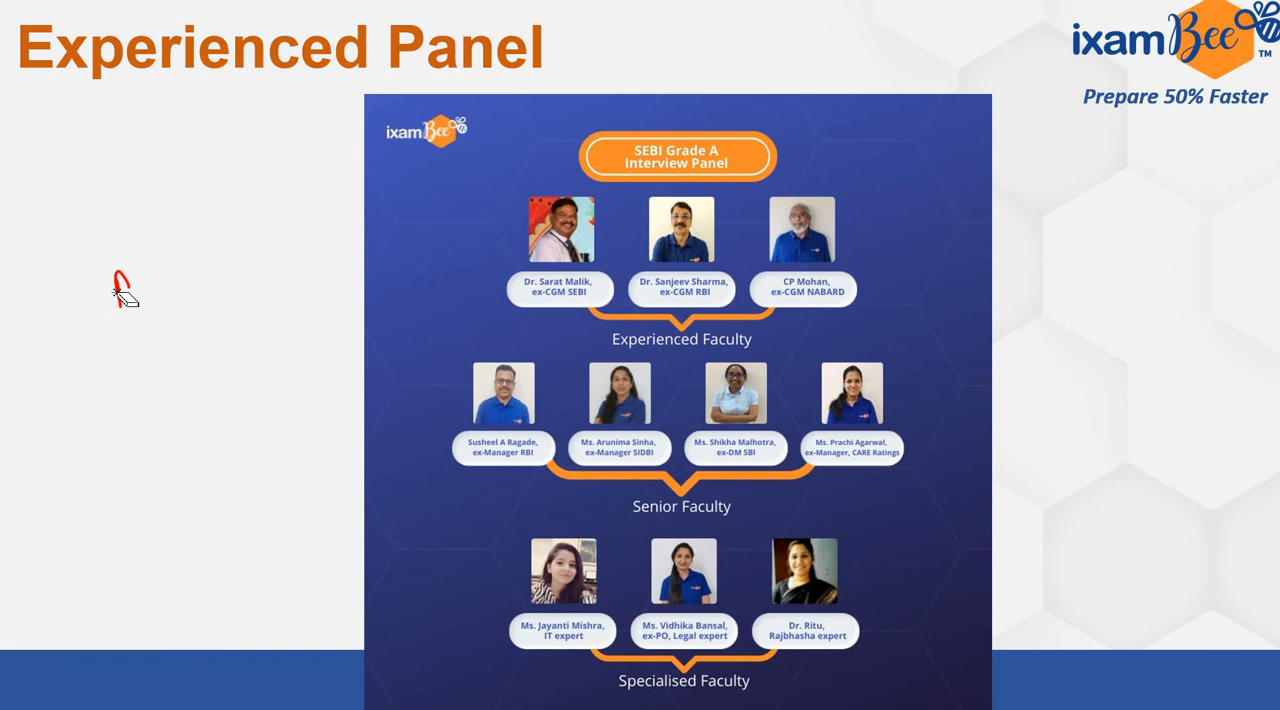 Experienced Panel
ixamBee
TM
Prepare 50% Faster
ixamBee
SEBI Grade A
Interview Panel
Dr. Sarat Malik,
ex-CGM SEBI
Dr. Sanjeev Sharma,
ex-CGM RBI
CP Mohan,
ex-CGM NABARD
Experienced Faculty
Susheel A Ragade,
ex-Manager RBI
Ms. Arunima Sinha,
ex-Manager SIDBI
Ms. Shikha Malhotra,
ex-DM SBI
Ms. Prachi Agarwal,
ex-Manager, CARE Ratings
Senior Faculty
Ms. Jayanti Mishra,
IT expert
Ms. Vidhika Bansal,
ex-PO, Legal expert
Dr. Ritu,
Rajbhasha expert
Specialised Faculty